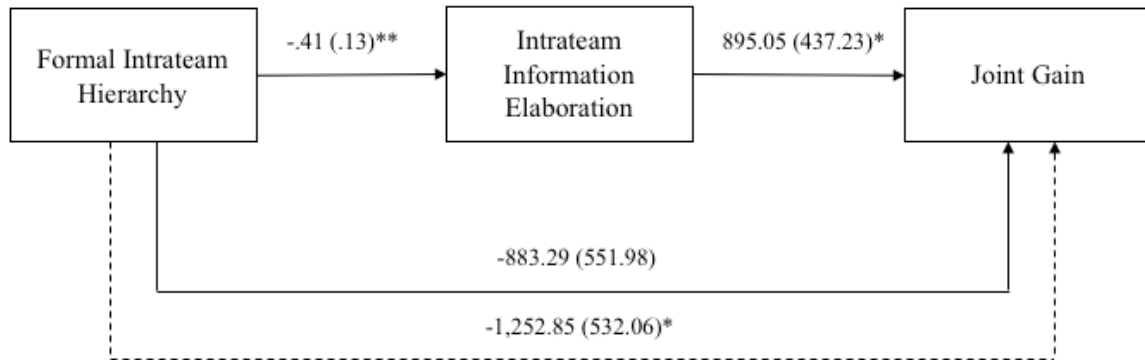 Formal Intrateam
Hierarchy
-.41 (.13)**
Intrateam
Information
Elaboration
895.05 (437.23)*
Joint Gain
-883.29 (551.98)
-1,252.85 (532.06)*